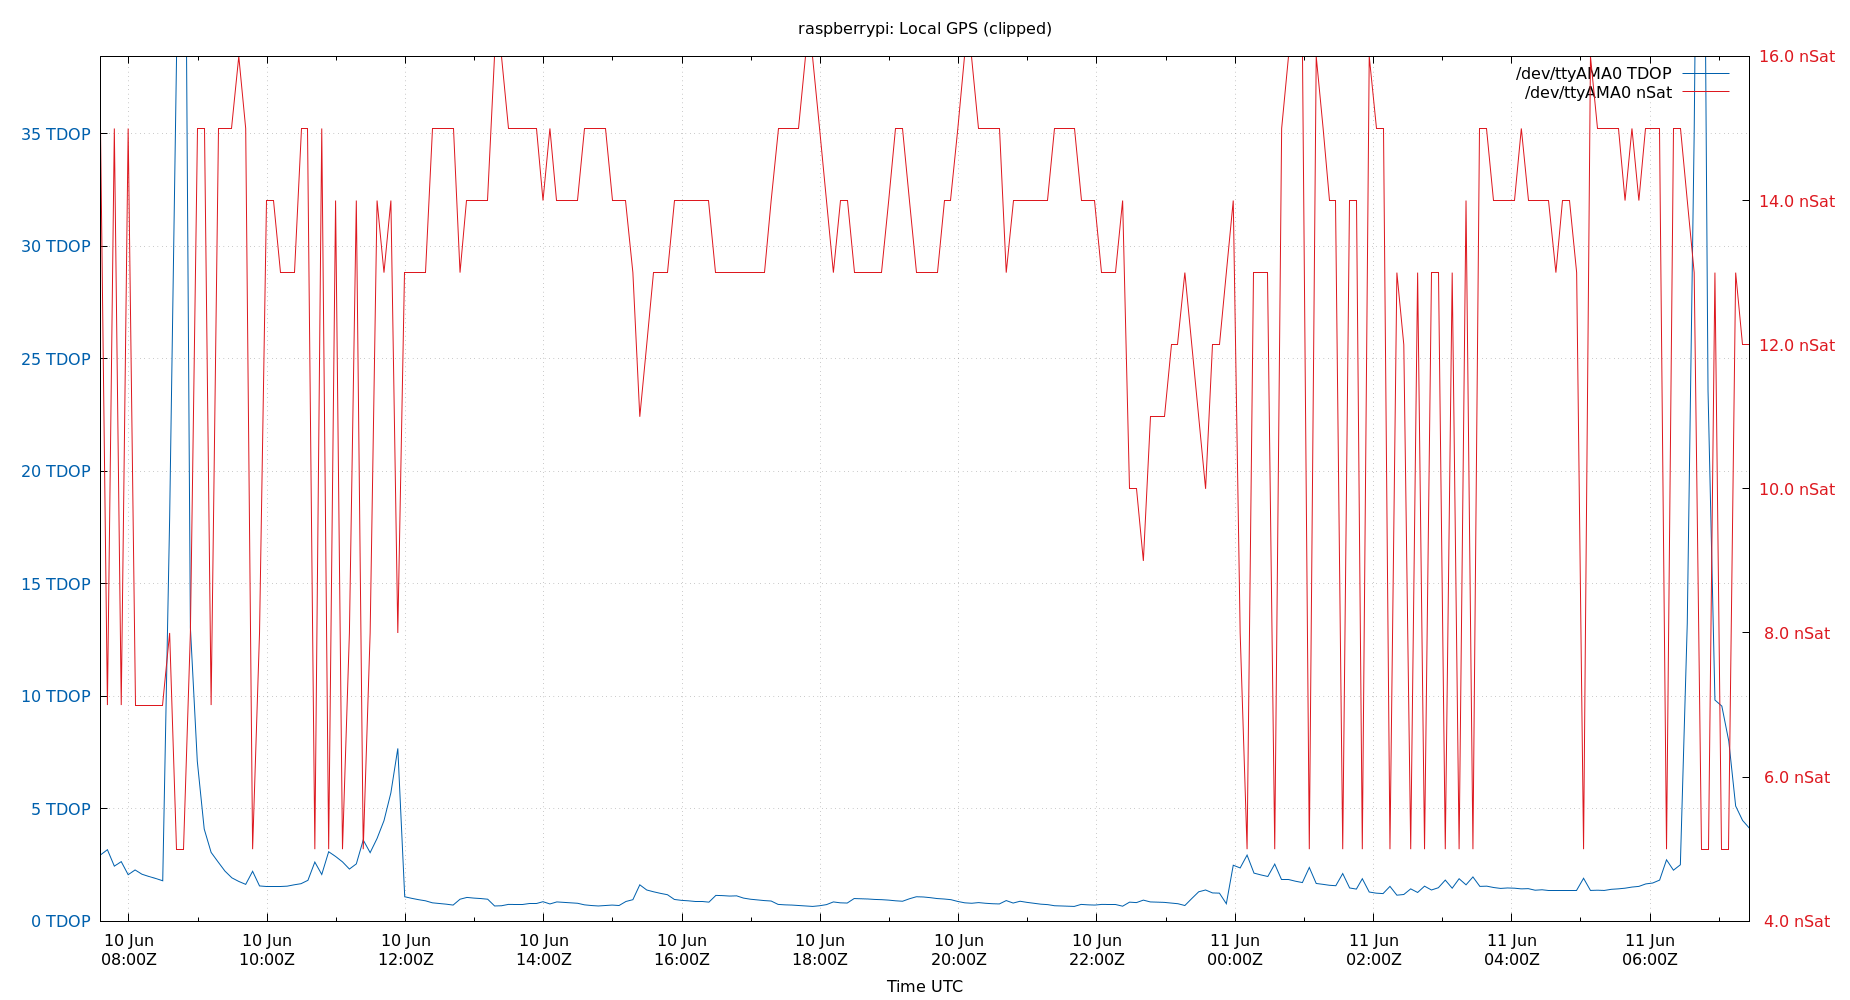 raspberrypi: Local GPS (clipped)
/dev/ttyAMA0 TDOP
/dev/ttyAMA0 nSat
35 TDOP
30 TDOP
25 TDOP
20 TDOP
15 TDOP
10 TDOP
5 TDOP
0 TDOP
16.0 nSat
14.0 nSat
12.0 nSat
10.0 nSat
8.0 nSat
6.0 nSat
4.0 nSat
10 Jun
08:00Z
10 Jun
10:00Z
10 Jun
12:00Z
10 Jun
14:00Z
10 Jun
16:00Z
10 Jun
18:00Z
10 Jun
20:00Z
10 Jun
22:00Z
11 Jun
00:00Z
11 Jun
02:00Z
11 Jun
04:00Z
11 Jun
06:00Z
Time UTC